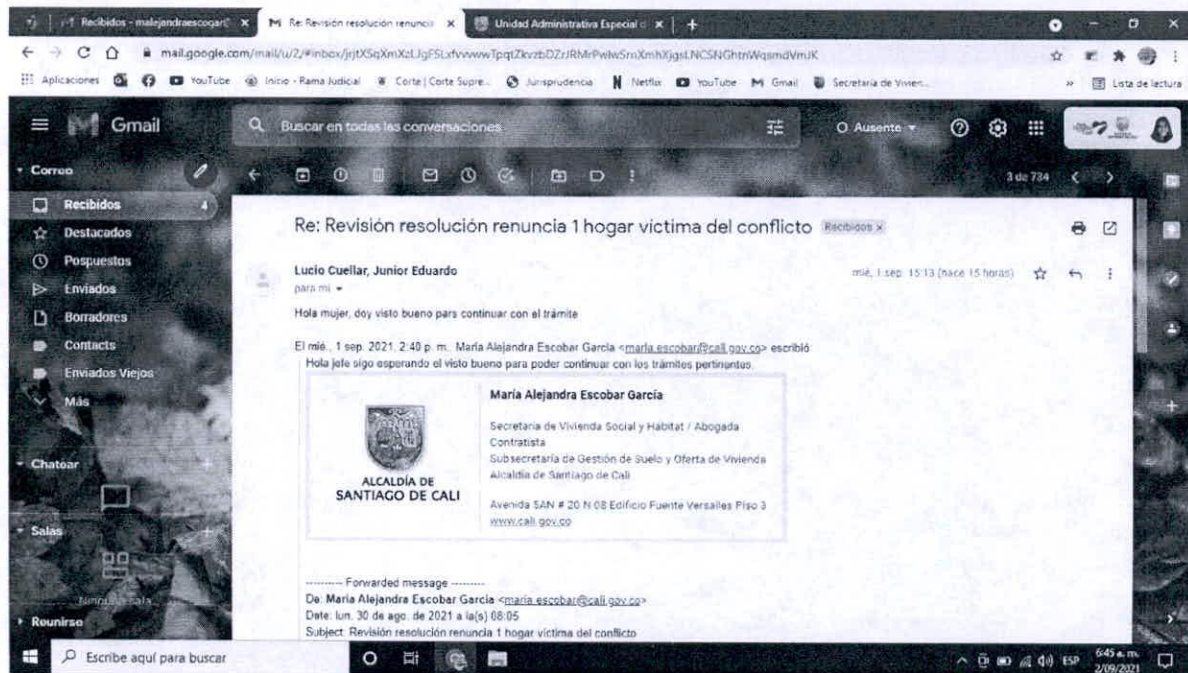 Recibidos - malejandraescogar
Re: Revisión resolución renuncia
Unidad Administrativa Especial
Aplicaciones YouTube Inicio - Rama Judicial Corte | Corte Supre... Jurisprudencia Netflix YouTube Gmail Secretaría de Vivien... » Lista de lectura
Gmail
Buscar en todas las conversaciones
Ausente
Correo
3 de 734
Recibidos 4
Destacados
Pospuestos
Enviados
Borradores
Contacts
Enviados Viejos
Más
Chatear
Salas
Reunirse
Re: Revisión resolución renuncia 1 hogar víctima del conflicto Recibidos x
Lucio Cuellar, Junior Eduardo
mié, 1 sep. 15:13 (hace 15 horas)
para mí
Hola mujer, doy visto bueno para continuar con el trámite
El mié., 1 sep. 2021, 2:40 p. m., María Alejandra Escobar García <maria.escobar@cali.gov.co> escribió
Hola jefe sigo esperando el visto bueno para poder continuar con los trámites pertinentes.
ALCALDÍA DE
SANTIAGO DE CALI
María Alejandra Escobar García
Secretaría de Vivienda Social y Hábitat / Abogada
Contratista
Subsecretaría de Gestión de Suelo y Oferta de Vivienda
Alcaldía de Santiago de Cali
Avenida 5AN # 20 N 08 Edificio Fuente Versalles Piso 3
www.cali.gov.co
---------- Forwarded message ---------
De: María Alejandra Escobar García <maria.escobar@cali.gov.co>
Date: lun, 30 de ago. de 2021 a la(s) 08:05
Subject: Revisión resolución renuncia 1 hogar víctima del conflicto
Escribe aquí para buscar
ESP
6:45 a. m.
2/09/2021